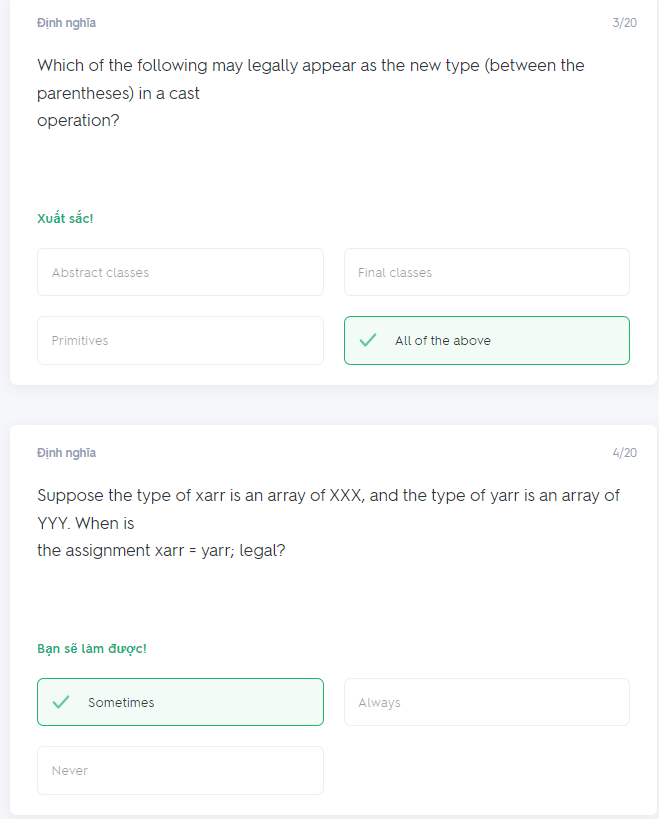 Định nghĩa
3/20
Which of the following may legally appear as the new type (between the
parentheses) in a cast
operation?
Xuất sắc!
Abstract classes
Final classes
Primitives
All of the above
Định nghĩa
4/20
Suppose the type of xarr is an array of XXX, and the type of yarr is an array of
YYY. When is
the assignment xarr = yarr; legal?
Bạn sẽ làm được!
Sometimes
Always
Never